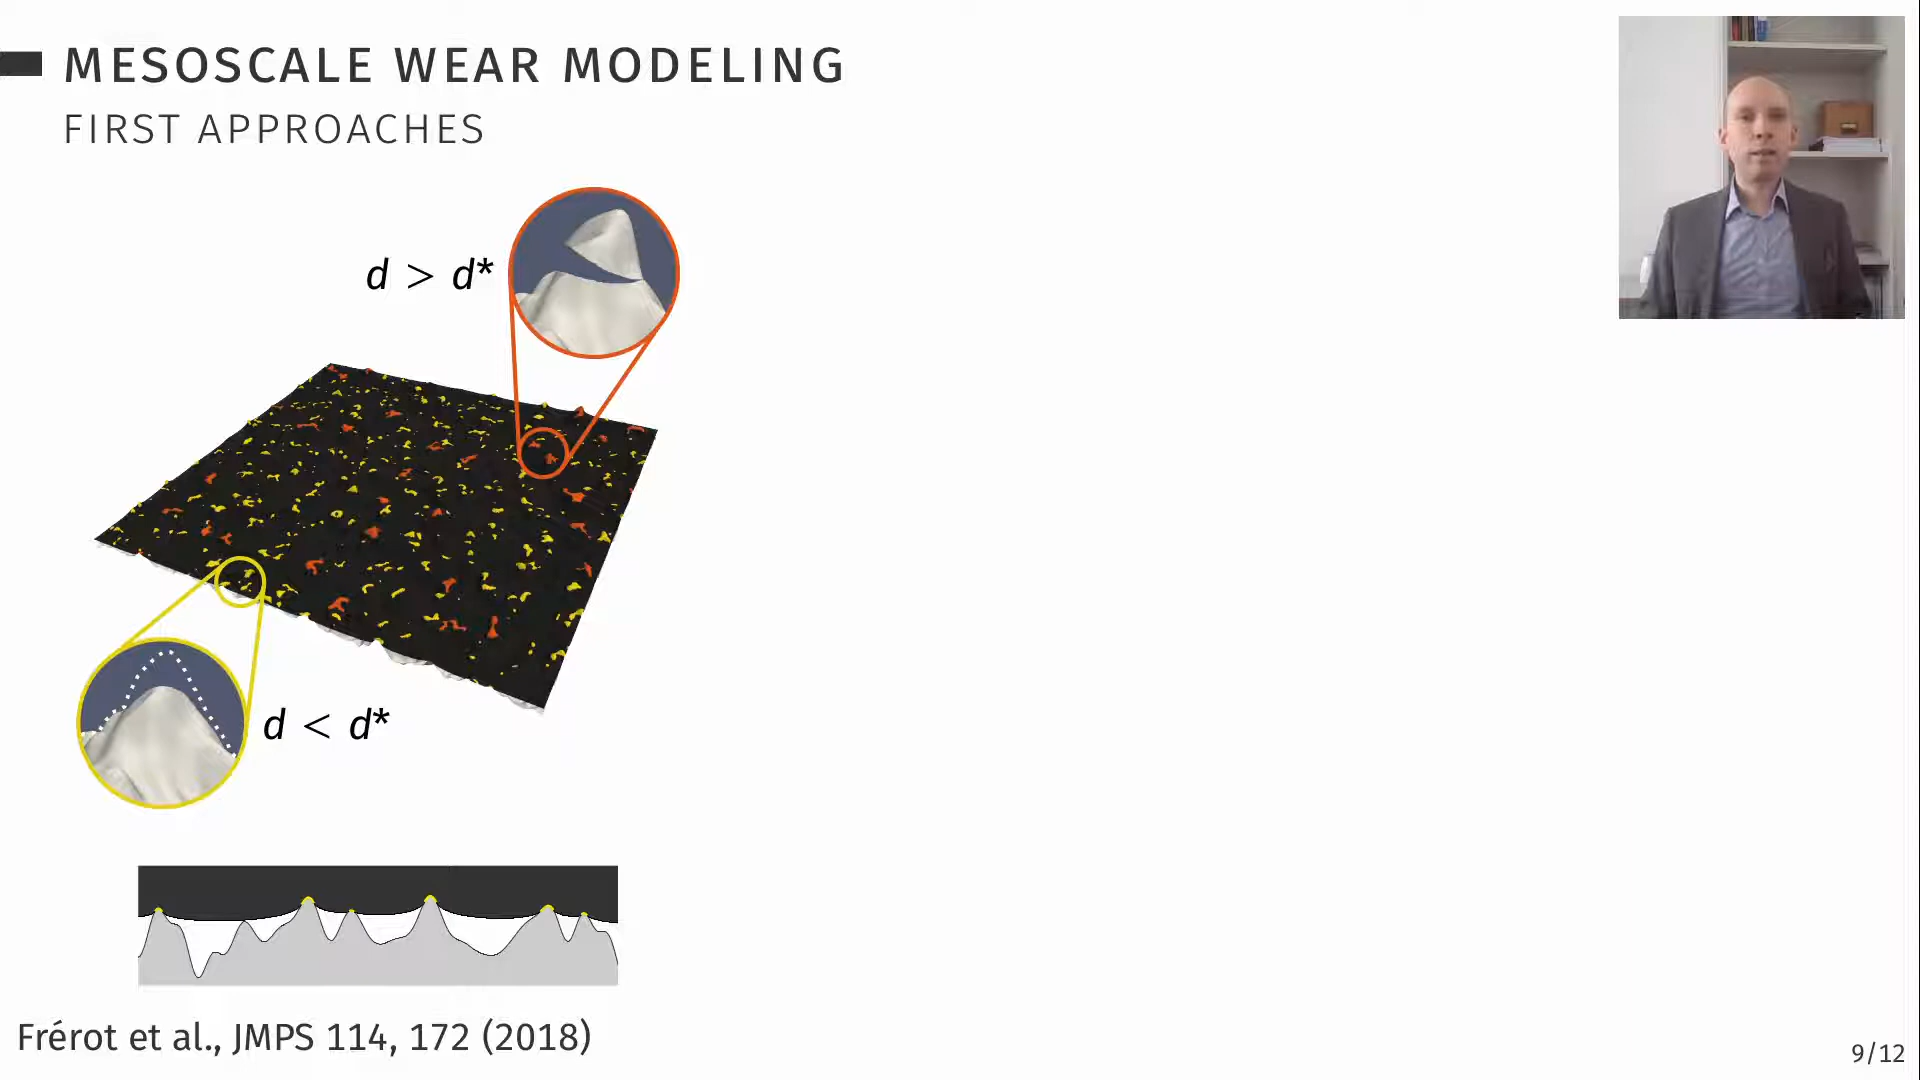 MESOSCALE WEAR MODELING
FIRST APPROACHES
d > d*
d < d*
Frérot et al., JMPS 114, 172 (2018)
9/12